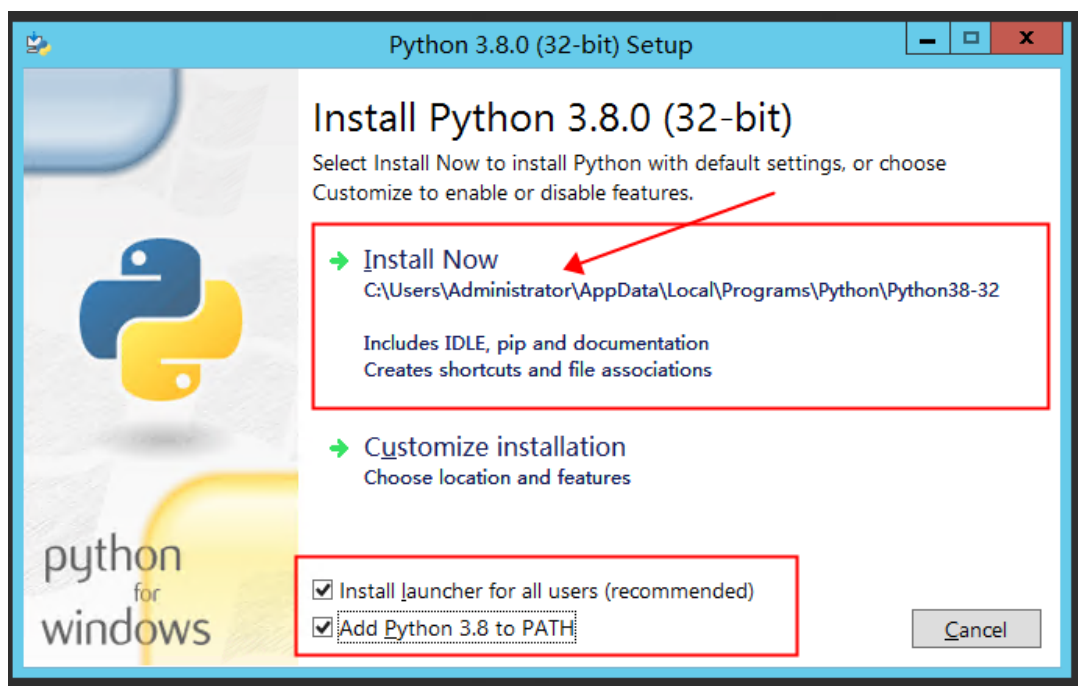 Python 3.8.0 (32-bit) Setup
Install Python 3.8.0 (32-bit)
Select Install Now to install Python with default settings, or choose
Customize to enable or disable features.
Install Now
C:\Users\Administrator\AppData\Local\Programs\Python\Python38-32
Includes IDLE, pip and documentation
Creates shortcuts and file associations
Customize installation
Choose location and features
python
for
windows
Install launcher for all users (recommended)
Add Python 3.8 to PATH
Cancel